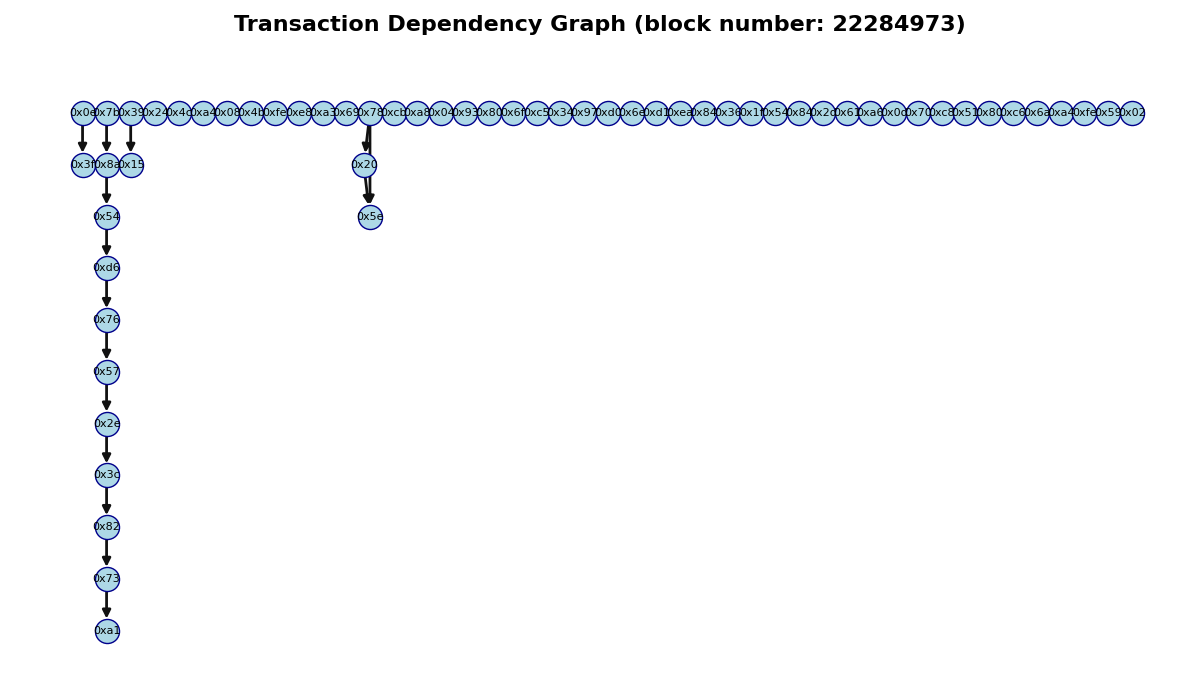 Transaction Dependency Graph (block number: 22284973)
0x0e 0x7b 0x39 0x24 0x4c 0xa4 0x08 0x4b 0xfe 0xe8 0xa3 0x69 0x78 0xcb 0xa8 0x04 0x93 0x80 0x6f 0xc5 0x34 0x97 0xd0 0x6e 0xd1 0xea 0x84 0x36 0x1f 0x54 0x84 0x2d 0x61 0xa6 0x0d 0x70 0xc8 0x51 0x80 0xc6 0x6a 0xa4 0xfe 0x59 0x02
0x3f 0x8a 0x15 0x20
0x54 0x5e
0xd6
0x76
0x57
0x2e
0x3c
0x82
0x73
0xa1